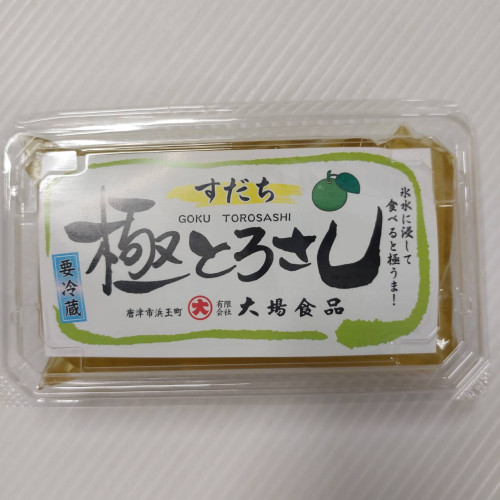 すだち
GOKU TOROSASHI
極とろさし
氷水に浸して
食べると極うま!
要冷蔵
唐津市浜玉町 大 有限会社 大場食品